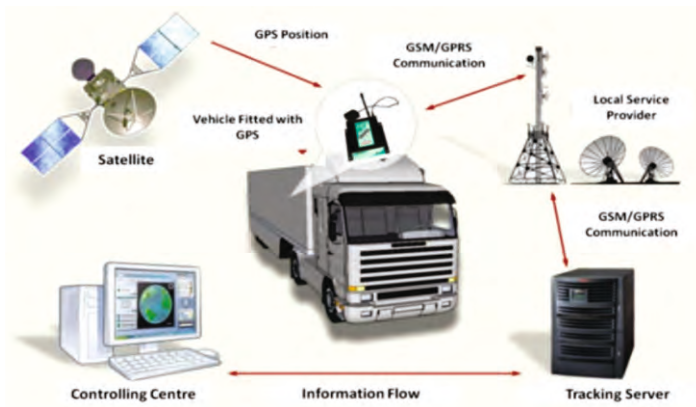 GPS Position
GSM/GPRS
Communication
Local Service
Provider
Vehicle Fitted with
GPS
Satellite
GSM/GPRS
Communication
Controlling Centre
Information Flow
Tracking Server